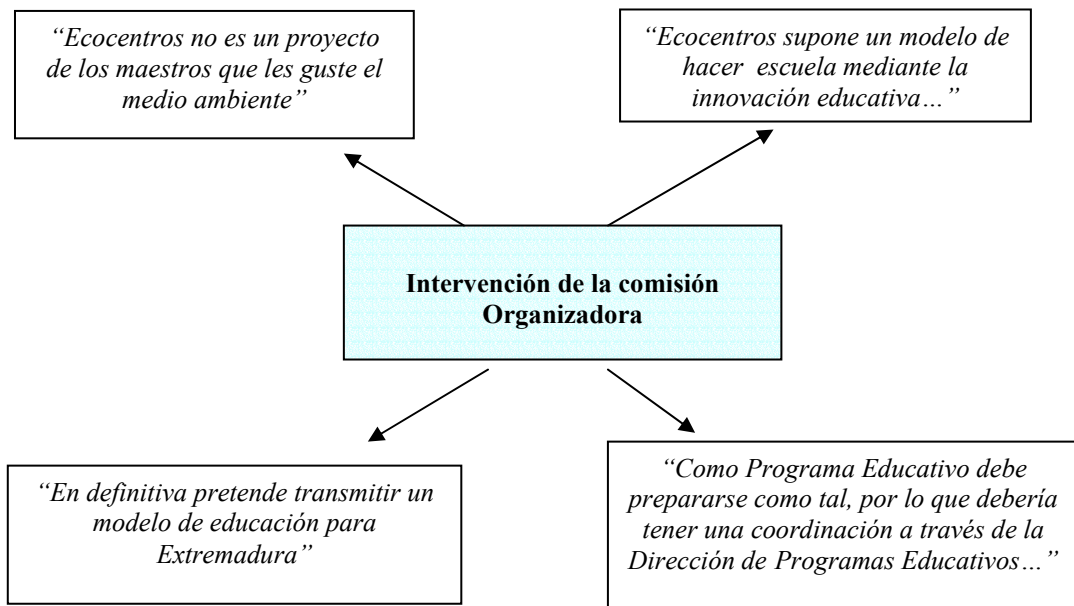 “Ecocentros no es un proyecto
de los maestros que les guste el
medio ambiente”
“Ecocentros supone un modelo de
hacer escuela mediante la
innovación educativa…”
Intervención de la comisión
Organizadora
“En definitiva pretende transmitir un
modelo de educación para
Extremadura”
“Como Programa Educativo debe
prepararse como tal, por lo que debería
tener una coordinación a través de la
Dirección de Programas Educativos…”